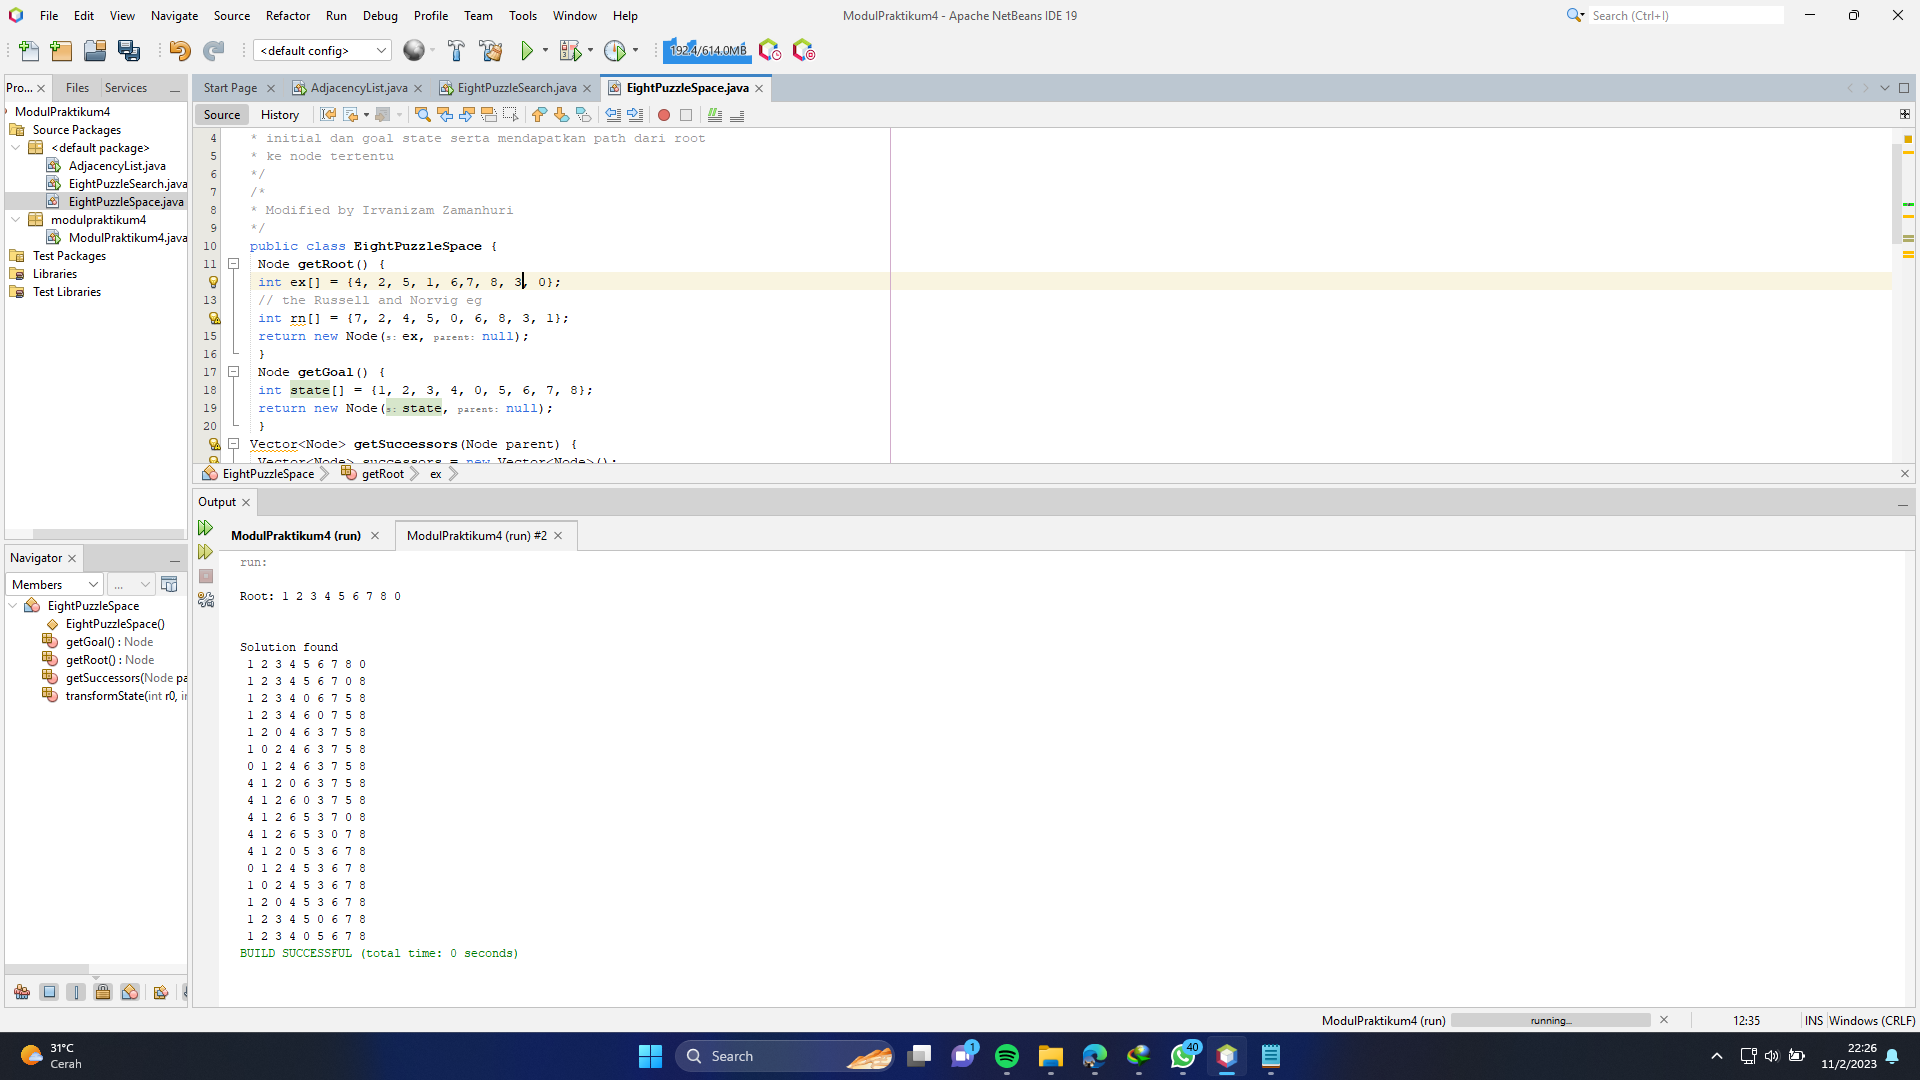 File Edit View Navigate Source Refactor Run Debug Profile Team Tools Window Help
ModulPraktikum4 - Apache NetBeans IDE 19
Search (Ctrl+I)
<default config>
192.4/614.0MB
Pro...
Files
Services
ModulPraktikum4
Source Packages
<default package>
AdjacencyList.java
EightPuzzleSearch.java
EightPuzzleSpace.java
modulpraktikum4
ModulPraktikum4.java
Test Packages
Libraries
Test Libraries
Start Page
AdjacencyList.java
EightPuzzleSearch.java
EightPuzzleSpace.java
Source
History
4 * initial dan goal state serta mendapatkan path dari root
5 * ke node tertentu
6 */
7 /*
8 * Modified by Irvanizam Zamanhuri
9 */
10 public class EightPuzzleSpace {
11 Node getRoot() {
int ex[] = {4, 2, 5, 1, 6,7, 8, 3, 0};
13 // the Russell and Norvig eg
int rn[] = {7, 2, 4, 5, 0, 6, 8, 3, 1};
15 return new Node(s: ex, parent: null);
16 }
17 Node getGoal() {
18 int state[] = {1, 2, 3, 4, 0, 5, 6, 7, 8};
19 return new Node(s: state, parent: null);
20 }
Vector<Node> getSuccessors(Node parent) {
Vector<Node> successors = new Vector<Node>();
EightPuzzleSpace
getRoot
ex
Output
ModulPraktikum4 (run)
ModulPraktikum4 (run) #2
run:
Root: 1 2 3 4 5 6 7 8 0
Solution found
1 2 3 4 5 6 7 8 0
1 2 3 4 5 6 7 0 8
1 2 3 4 0 6 7 5 8
1 2 3 4 6 0 7 5 8
1 2 0 4 6 3 7 5 8
1 0 2 4 6 3 7 5 8
0 1 2 4 6 3 7 5 8
4 1 2 0 6 3 7 5 8
4 1 2 6 0 3 7 5 8
4 1 2 6 5 3 7 0 8
4 1 2 6 5 3 0 7 8
4 1 2 0 5 3 6 7 8
0 1 2 4 5 3 6 7 8
1 0 2 4 5 3 6 7 8
1 2 0 4 5 3 6 7 8
1 2 3 4 5 0 6 7 8
1 2 3 4 0 5 6 7 8
BUILD SUCCESSFUL (total time: 0 seconds)
Navigator
Members
...
EightPuzzleSpace
EightPuzzleSpace()
getGoal() : Node
getRoot() : Node
getSuccessors(Node pa
transformState(int r0, in
ModulPraktikum4 (run)
running...
12:35
INS
Windows (CRLF)
31°C
Cerah
Search
1
40
22:26
11/2/2023